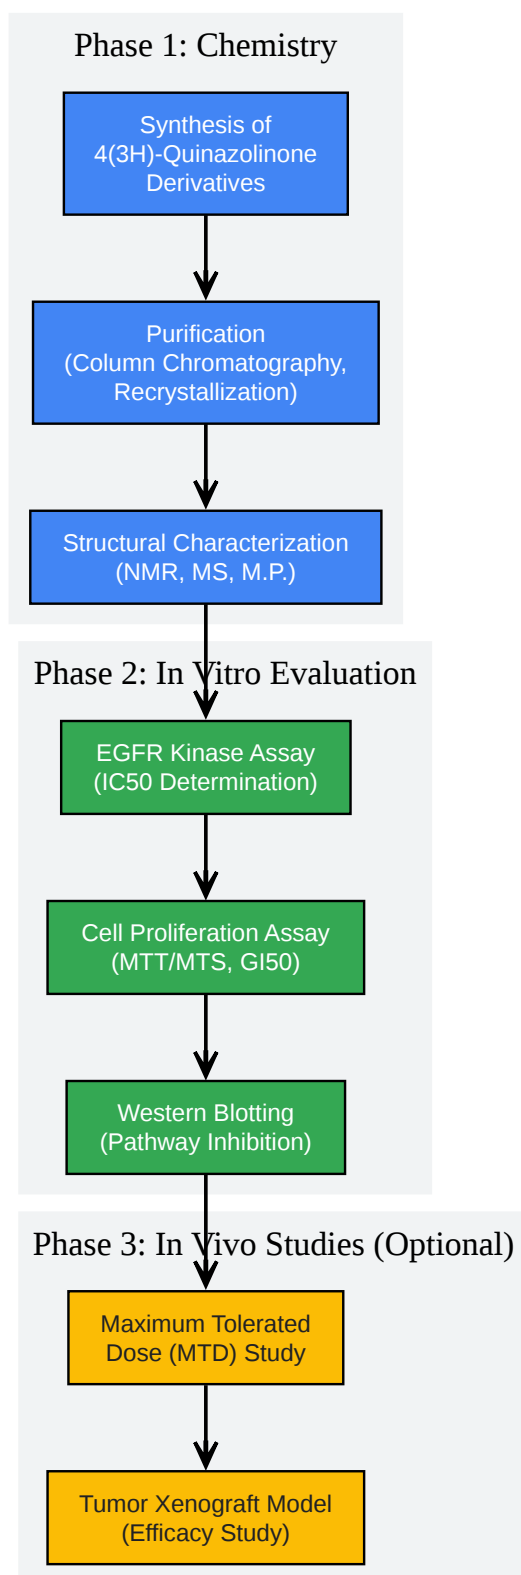 Phase 1: Chemistry
Synthesis of
4(3H)-Quinazolinone
Derivatives
Purification
(Column Chromatography,
Recrystallization)
Structural Characterization
(NMR, MS, M.P.)
Phase 2: In Vitro Evaluation
EGFR Kinase Assay
(IC50 Determination)
Cell Proliferation Assay
(MTT/MTS, GI50)
Western Blotting
(Pathway Inhibition)
Phase 3: In Vivo Studies (Optional)
Maximum Tolerated
Dose (MTD) Study
Tumor Xenograft Model
(Efficacy Study)